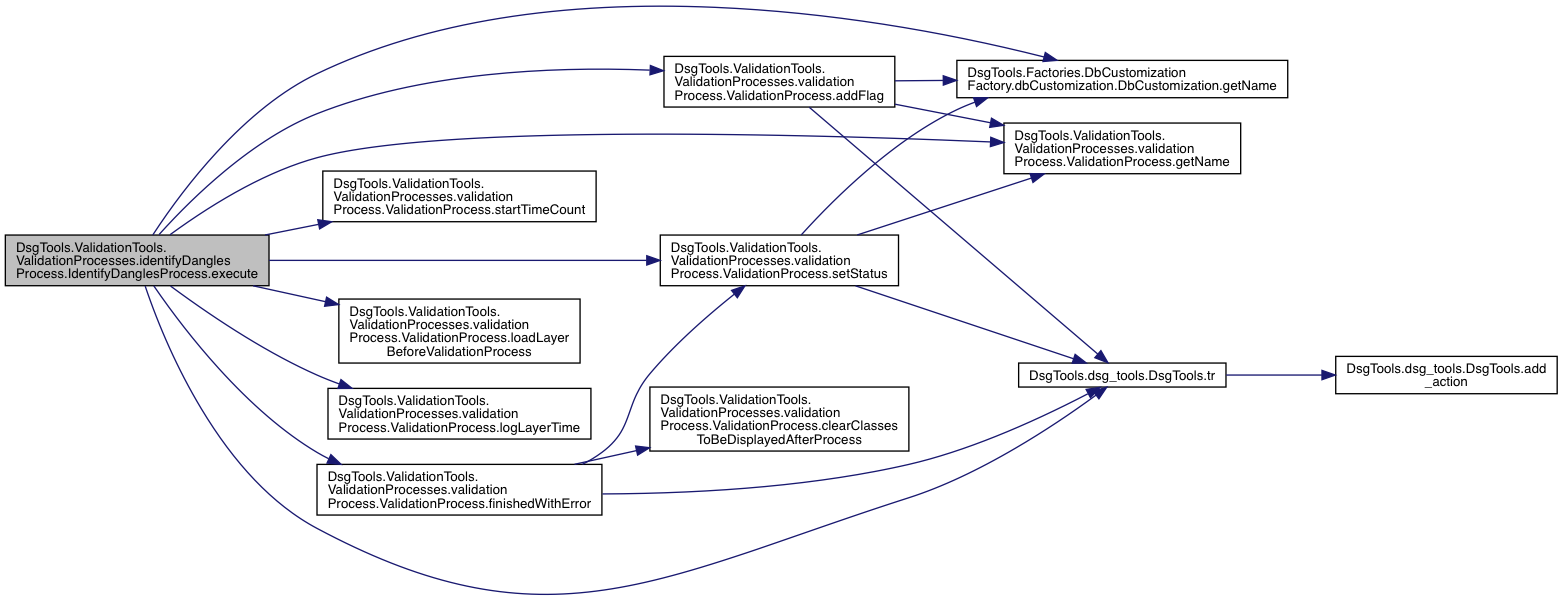 DsgTools.ValidationTools.
ValidationProcesses.identifyDangles
Process.IdentifyDanglesProcess.execute
DsgTools.ValidationTools.
ValidationProcesses.validation
Process.ValidationProcess.startTimeCount
DsgTools.ValidationTools.
ValidationProcesses.validation
Process.ValidationProcess.loadLayer
BeforeValidationProcess
DsgTools.ValidationTools.
ValidationProcesses.validation
Process.ValidationProcess.logLayerTime
DsgTools.ValidationTools.
ValidationProcesses.validation
Process.ValidationProcess.finishedWithError
DsgTools.ValidationTools.
ValidationProcesses.validation
Process.ValidationProcess.addFlag
DsgTools.ValidationTools.
ValidationProcesses.validation
Process.ValidationProcess.setStatus
DsgTools.ValidationTools.
ValidationProcesses.validation
Process.ValidationProcess.clearClasses
ToBeDisplayedAfterProcess
DsgTools.Factories.DbCustomization
Factory.dbCustomization.DbCustomization.getName
DsgTools.ValidationTools.
ValidationProcesses.validation
Process.ValidationProcess.getName
DsgTools.dsg_tools.DsgTools.tr
DsgTools.dsg_tools.DsgTools.add
_action